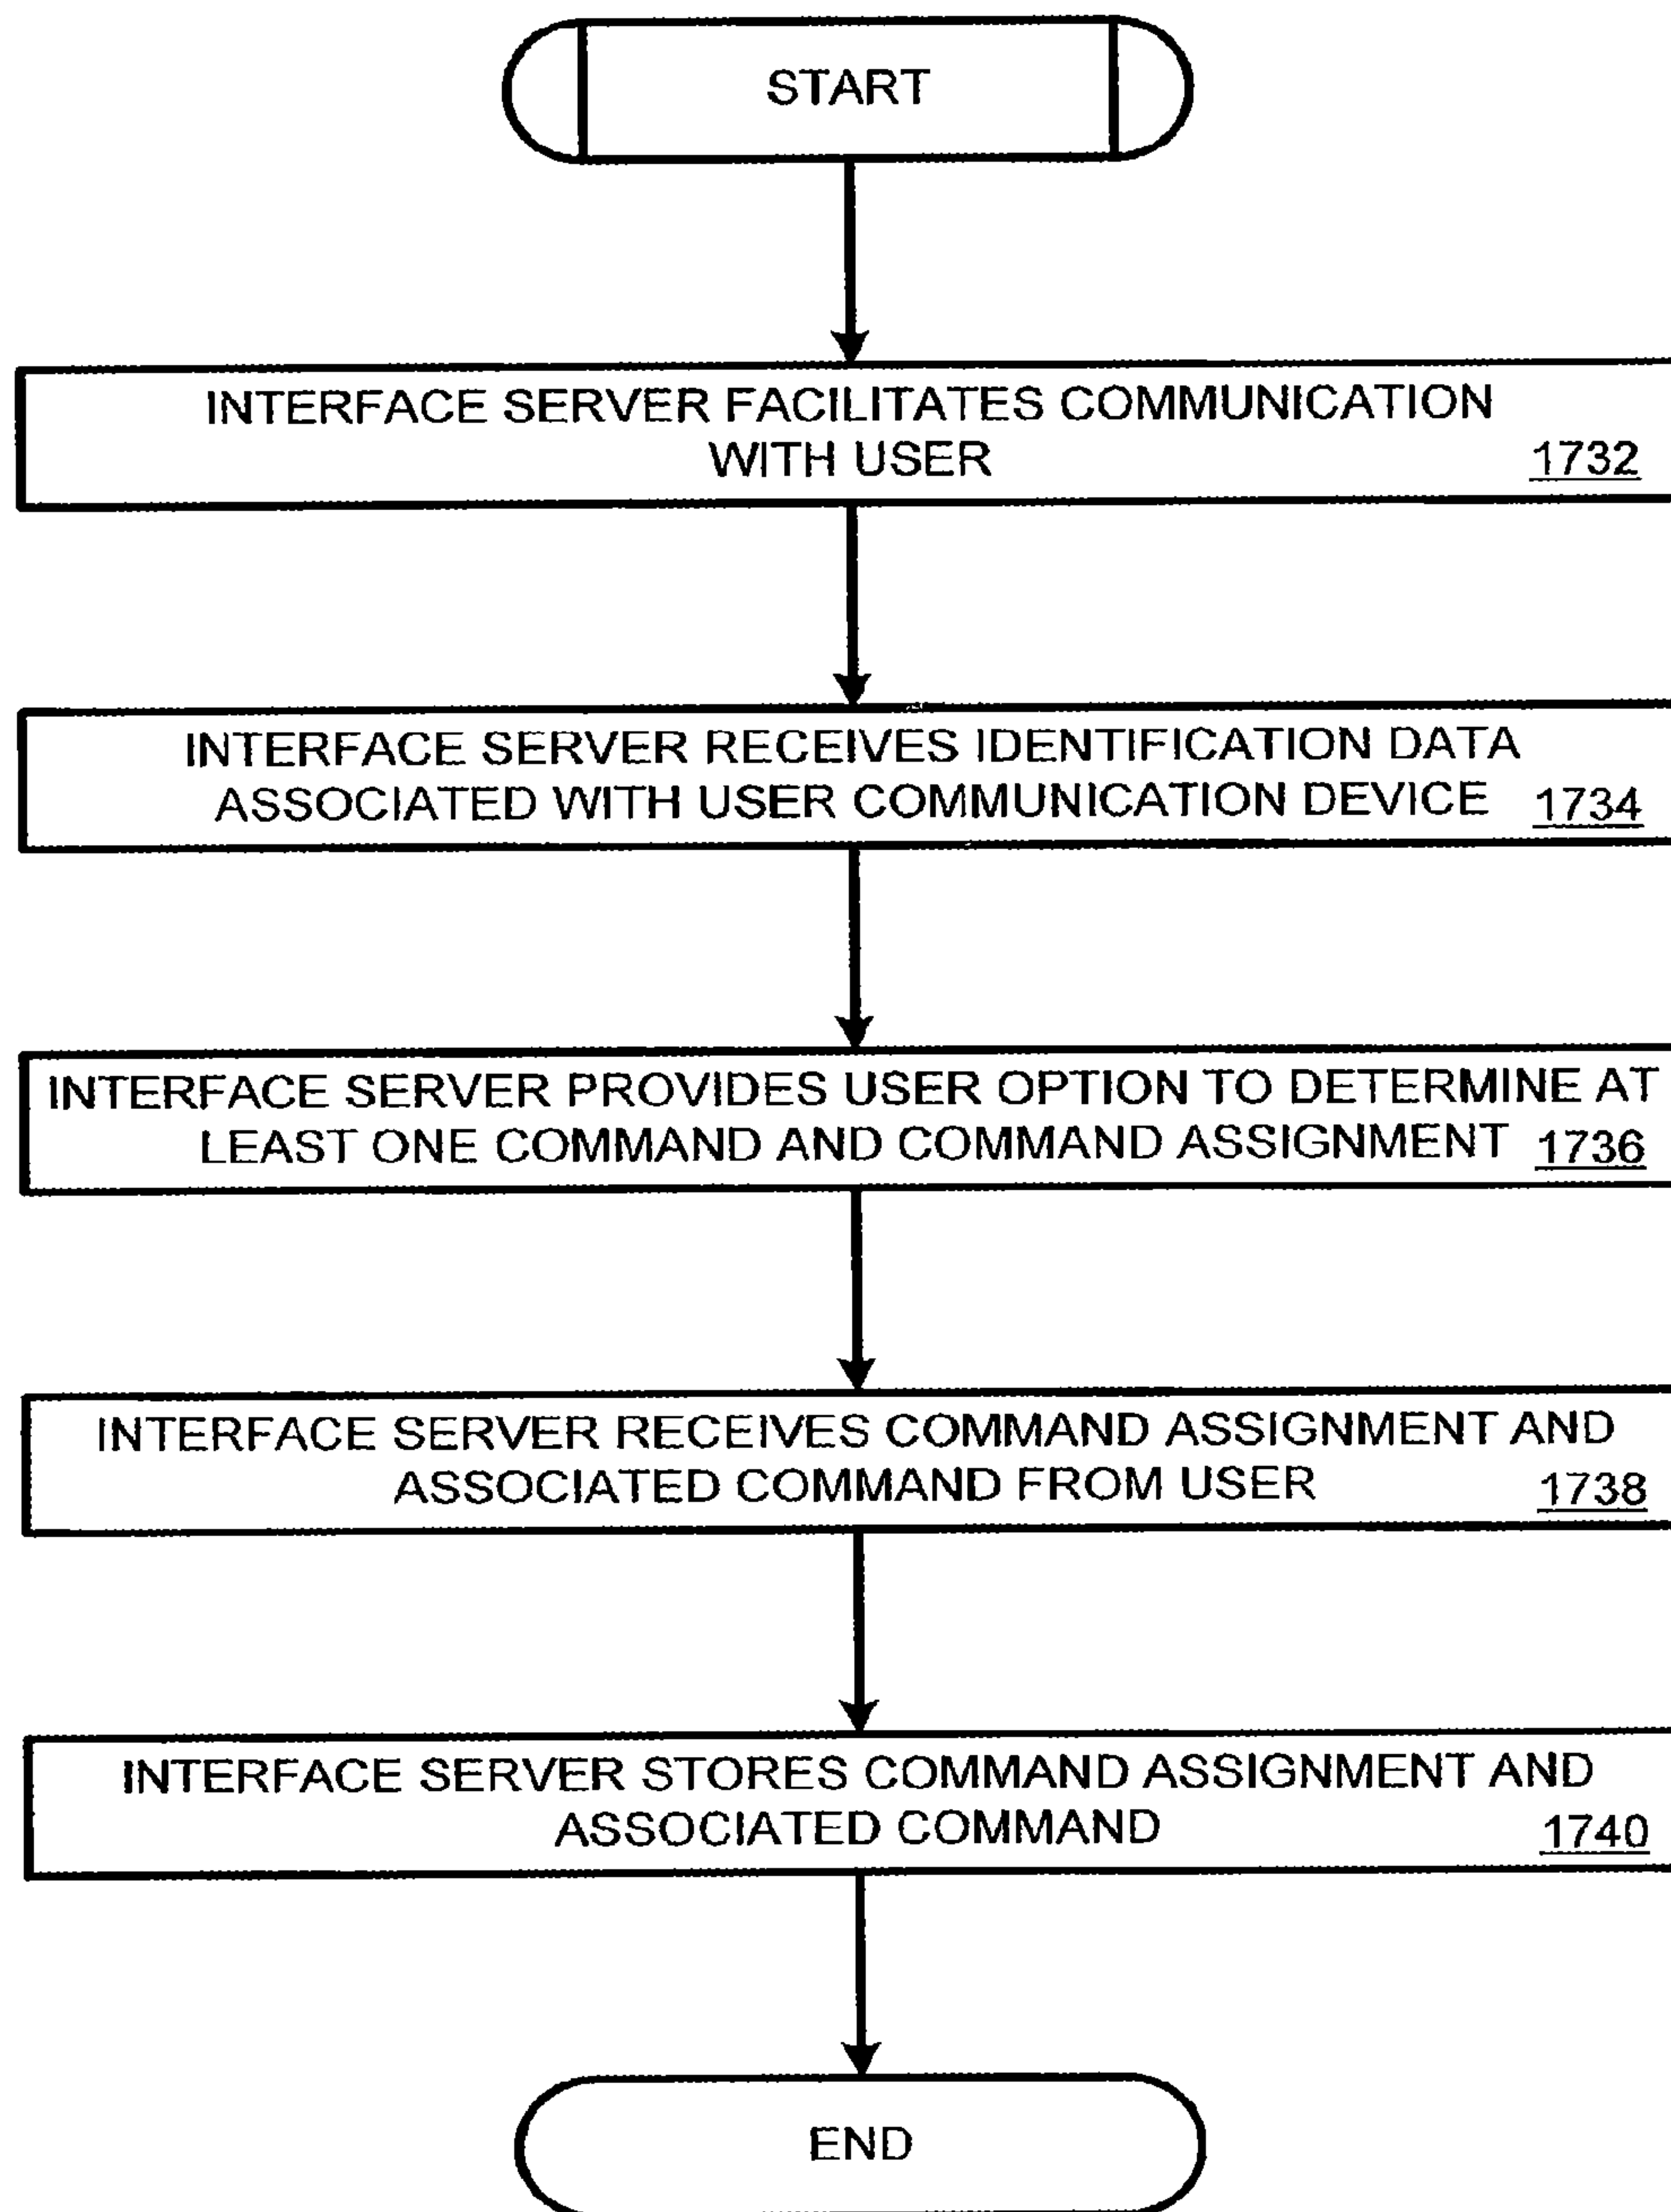 START
INTERFACE SERVER FACILITATES COMMUNICATION
WITH USER 1732
INTERFACE SERVER RECEIVES IDENTIFICATION DATA
ASSOCIATED WITH USER COMMUNICATION DEVICE 1734
INTERFACE SERVER PROVIDES USER OPTION TO DETERMINE AT
LEAST ONE COMMAND AND COMMAND ASSIGNMENT 1736
INTERFACE SERVER RECEIVES COMMAND ASSIGNMENT AND
ASSOCIATED COMMAND FROM USER 1738
INTERFACE SERVER STORES COMMAND ASSIGNMENT AND
ASSOCIATED COMMAND 1740
END